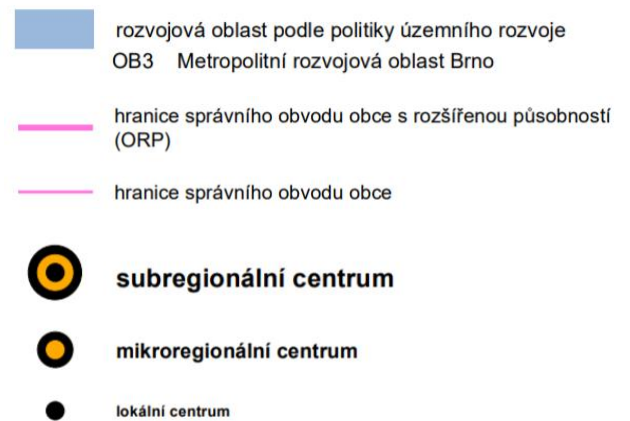 rozvojová oblast podle politiky územního rozvoje
OB3 Metropolitní rozvojová oblast Brno
hranice správního obvodu obce s rozšířenou působností
(ORP)
hranice správního obvodu obce
subregionální centrum
mikroregionální centrum
lokální centrum